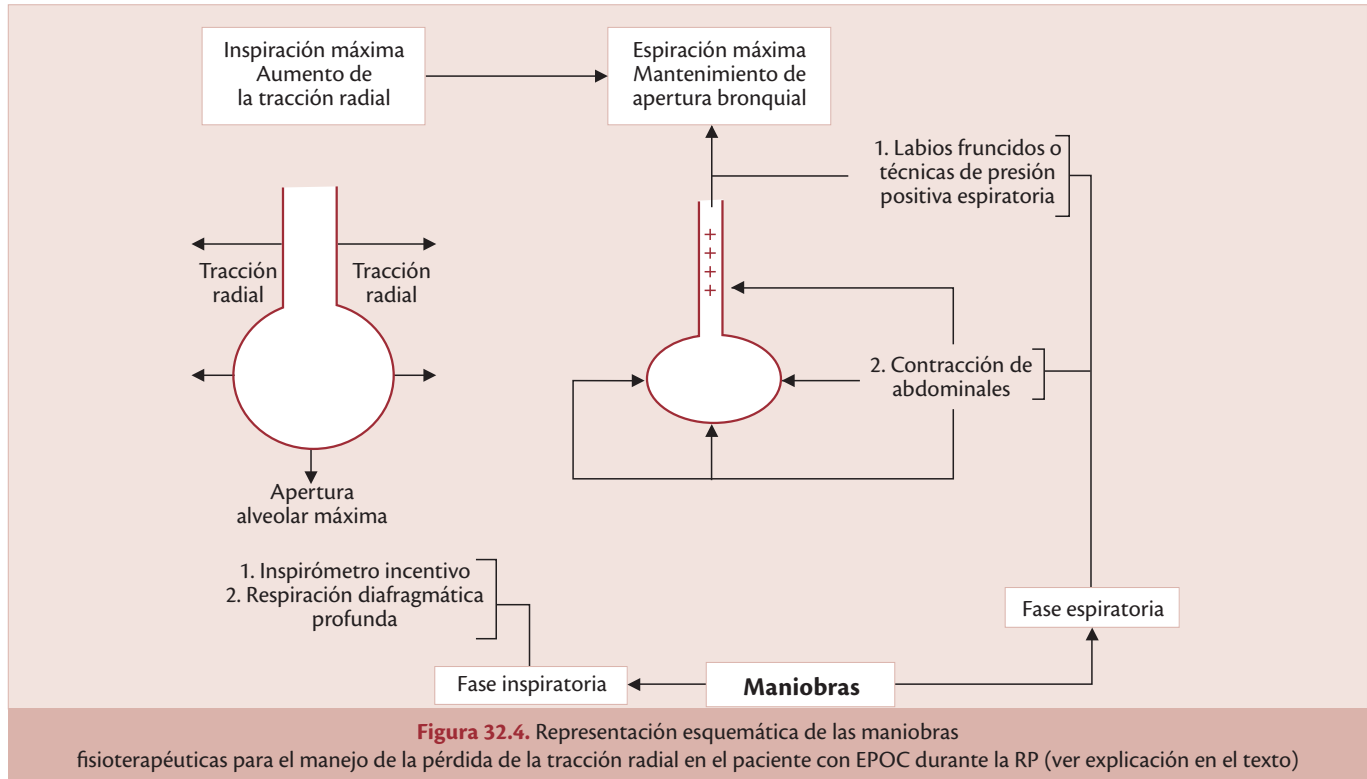 Inspiración máxima
Aumento de
la tracción radial
Espiración máxima
Mantenimiento de
apertura bronquial
1. Labios fruncidos o
técnicas de presión
positiva espiratoria
+
+
+
+
Tracción
radial
Tracción
radial
2. Contracción de
abdominales
Apertura
alveolar máxima
1. Inspirómetro incentivo
2. Respiración diafragmática
profunda
Fase espiratoria
Fase inspiratoria
Maniobras
Figura 32.4. Representación esquemática de las maniobras
fisioterapéuticas para el manejo de la pérdida de la tracción radial en el paciente con EPOC durante la RP (ver explicación en el texto)